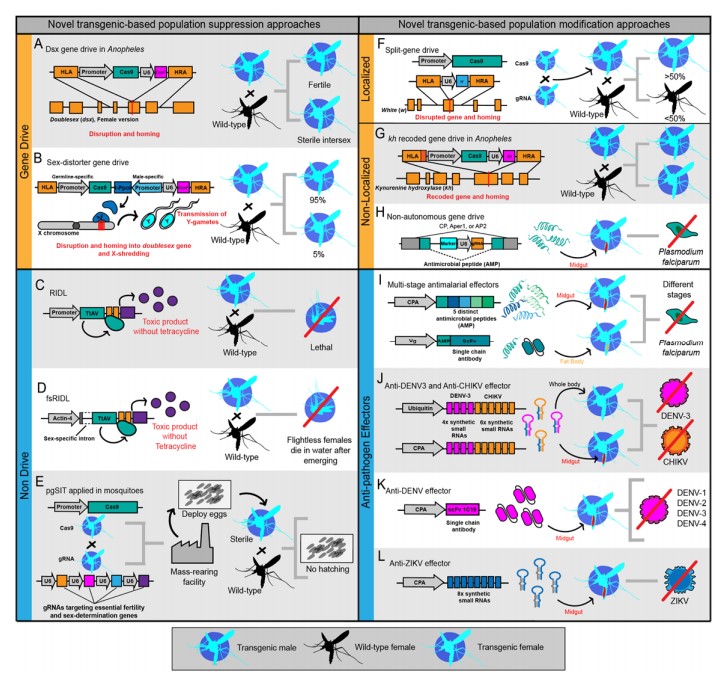 Novel transgenic-based population suppression approaches
Gene Drive
A Dsx gene drive in Anopheles
HLA Promoter Cas9 U6 HRA
Doublesex (dsx), Female version
Disruption and homing
Wild-type
Fertile
Sterile intersex
B Sex-distorter gene drive
Germline-specific Male-specific
HLA Promoter Cas9 I-PpoI Promoter U6 HRA
X chromosome
Transmission of
Y-gametes
Disruption and homing into doublesex gene
and X-shredding
Wild-type
95%
5%
Non Drive
C RIDL
Promoter TtAV
Toxic product
without tetracycline
Wild-type
Lethal
D fsRIDL
Actin-4 TtAV
Sex-specific intron
Toxic product
without
Tetracycline
Wild-type
Flightless females
die in water after
emerging
E pgSIT applied in mosquitoes
Promoter Cas9
Cas9
gRNA
U6 U6 U6 U6
gRNAs targeting essential fertility
and sex-determination genes
Mass-rearing
facility
Deploy eggs
Sterile
Wild-type
No hatching
Novel transgenic-based population modification approaches
Localized
F Split-gene drive
Promoter Cas9
HLA U6 HRA
White (w)
Disrupted gene and homing
Cas9
gRNA
Wild-type
>50%
<50%
Non-Localized
G kh recoded gene drive in Anopheles
HLA Promoter Cas9 U6 HRA
Kynurenine hydroxylase (kh)
Recoded gene and homing
Wild-type
H Non-autonomous gene drive
CP, Aper1, or AP2
Marker U6 gRNA
Antimicrobial peptide (AMP)
Midgut
Plasmodium
falciparum
Anti-pathogen Effectors
I Multi-stage antimalarial effectors
CPA
5 distinct
antimicrobial peptides
(AMP)
Midgut
Vg AMP ScFv
Single chain
antibody
Fat Body
Different
stages
Plasmodium
falciparum
J Anti-DENV3 and Anti-CHIKV effector
DENV-3 CHIKV
Ubiquitin
4x synthetic
small
RNAs
6x synthetic
small RNAs
CPA
Whole body
Midgut
DENV-3
CHIKV
K Anti-DENV effector
CPA scFv 1G19
Single chain
antibody
Midgut
DENV-1
DENV-2
DENV-3
DENV-4
L Anti-ZIKV effector
CPA
8x synthetic
small RNAs
Midgut
ZIKV
Transgenic male
Wild-type female
Transgenic female